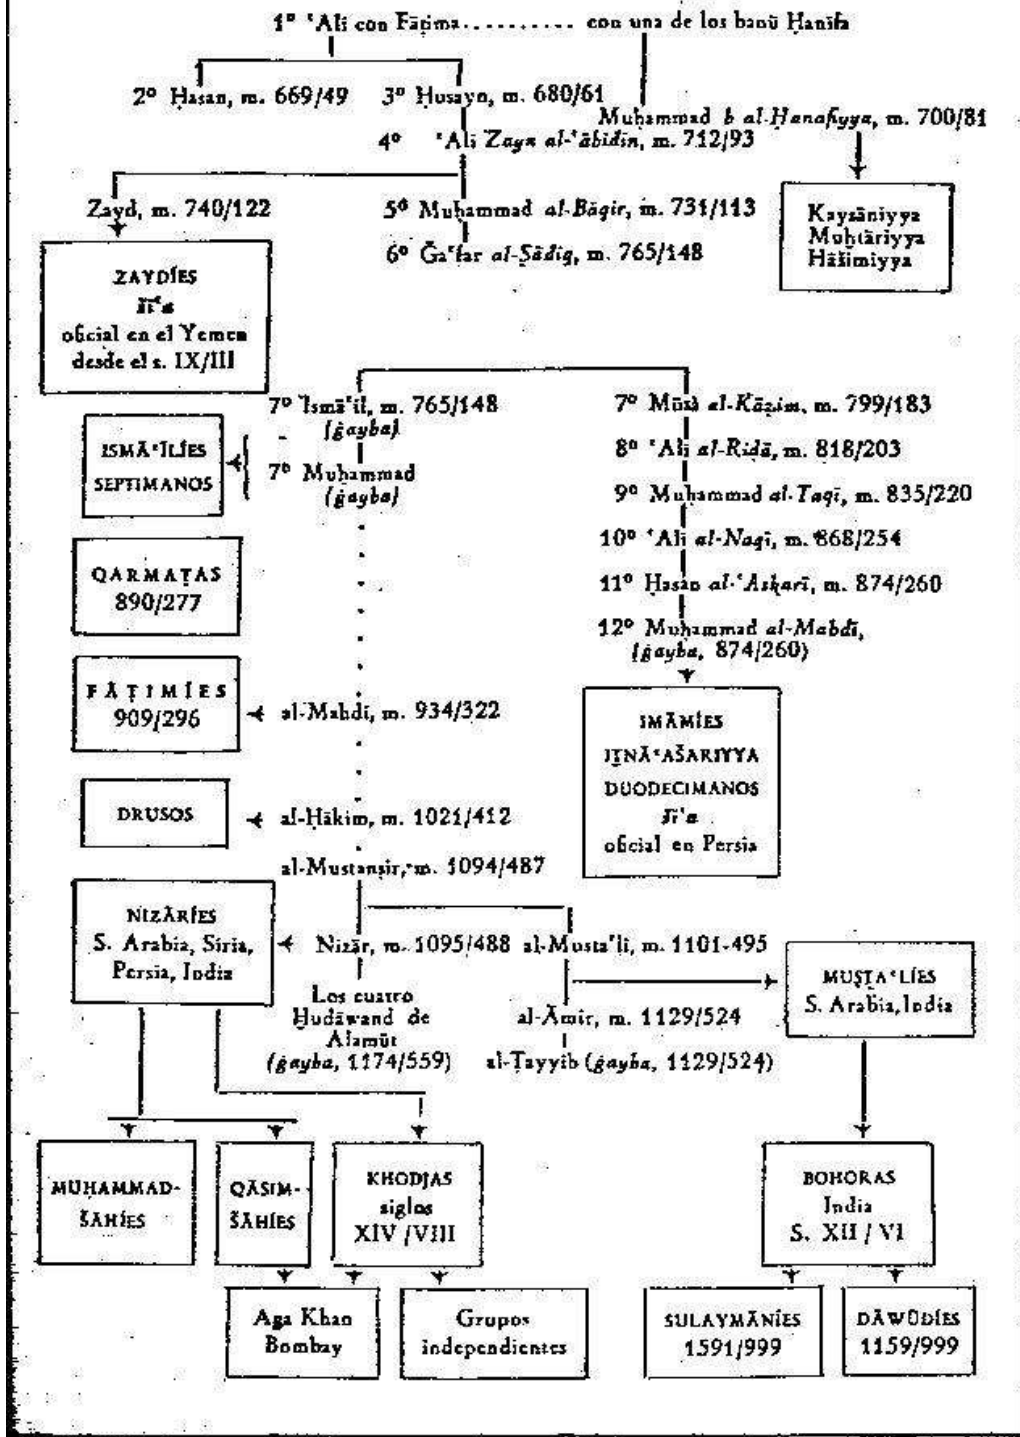 1º ʿAlī con Fāṭima.......... con una de los banū Ḥanīfa
2º Ḥasan, m. 669/49
3º Ḥusayn, m. 680/61
Muḥammad b al-Ḥanafiyya, m. 700/81
4º ʿAlī Zayn al-ʿābidīn, m. 712/93
Zayd, m. 740/122
5º Muḥammad al-Bāqir, m. 731/113
6º Ǧaʿfar al-Ṣādiq, m. 765/148
Kaysāniyya
Muḫtāriyya
Hāšimiyya
ZAYDÍES
šīʿa
oficial en el Yemen
desde el s. IX/III
7º Ismāʿīl, m. 765/148
(ġayba)
7º Muḥammad
(ġayba)
ISMĀʿĪLÍES
SEPTIMANOS
7º Mūsà al-Kāẓim, m. 799/183
8º ʿAlī al-Riḍā, m. 818/203
9º Muḥammad al-Taqī, m. 835/220
10º ʿAlī al-Naqī, m. 868/254
11º Ḥasan al-ʿAskarī, m. 874/260
12º Muḥammad al-Mahdī,
(ġayba, 874/260)
QARMAṬAS
890/277
FĀṬIMÍES
909/296
al-Mahdī, m. 934/322
IMĀMÍES
IṮNĀʿAŠARIYYA
DUODECIMANOS
šīʿa
oficial en Persia
DRUSOS
al-Ḥākim, m. 1021/412
al-Mustanṣir, m. 1094/487
NIZĀRÍES
S. Arabia, Siria,
Persia, India
Nizār, m. 1095/488
al-Mustaʿlī, m. 1101-495
MUṢṬAʿLÍES
S. Arabia, India
Los cuatro
Ḫudāwand de
Alamūt
(ġayba, 1174/559)
al-Āmir, m. 1129/524
al-Ṭayyib (ġayba, 1129/524)
MUḤAMMAD-
ŠĀHÍES
QĀSIM-
ŠĀHÍES
KHODJAS
siglos
XIV/VIII
BOHORAS
India
S. XII / VI
Aga Khan
Bombay
Grupos
independientes
SULAYMĀNÍES
1591/999
DĀWŪDÍES
1159/999